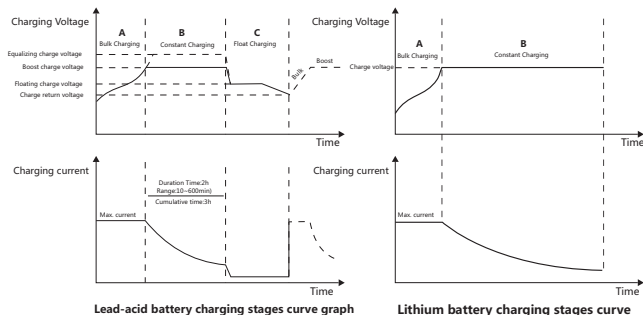 Charging Voltage
A
Bulk Charging
B
Constant Charging
C
Float Charging
Equalizing charge voltage
Boost charge voltage
Floating charge voltage
Charge return voltage
Bulk
Boost
Time
Charging current
Duration Time:2h
Range:10~600min)
Cumulative time:3h
Max. current
Time
Lead-acid battery charging stages curve graph
Charging Voltage
A
Bulk Charging
B
Constant Charging
Charge voltage
Time
Charging current
Max. current
Time
Lithium battery charging stages curve